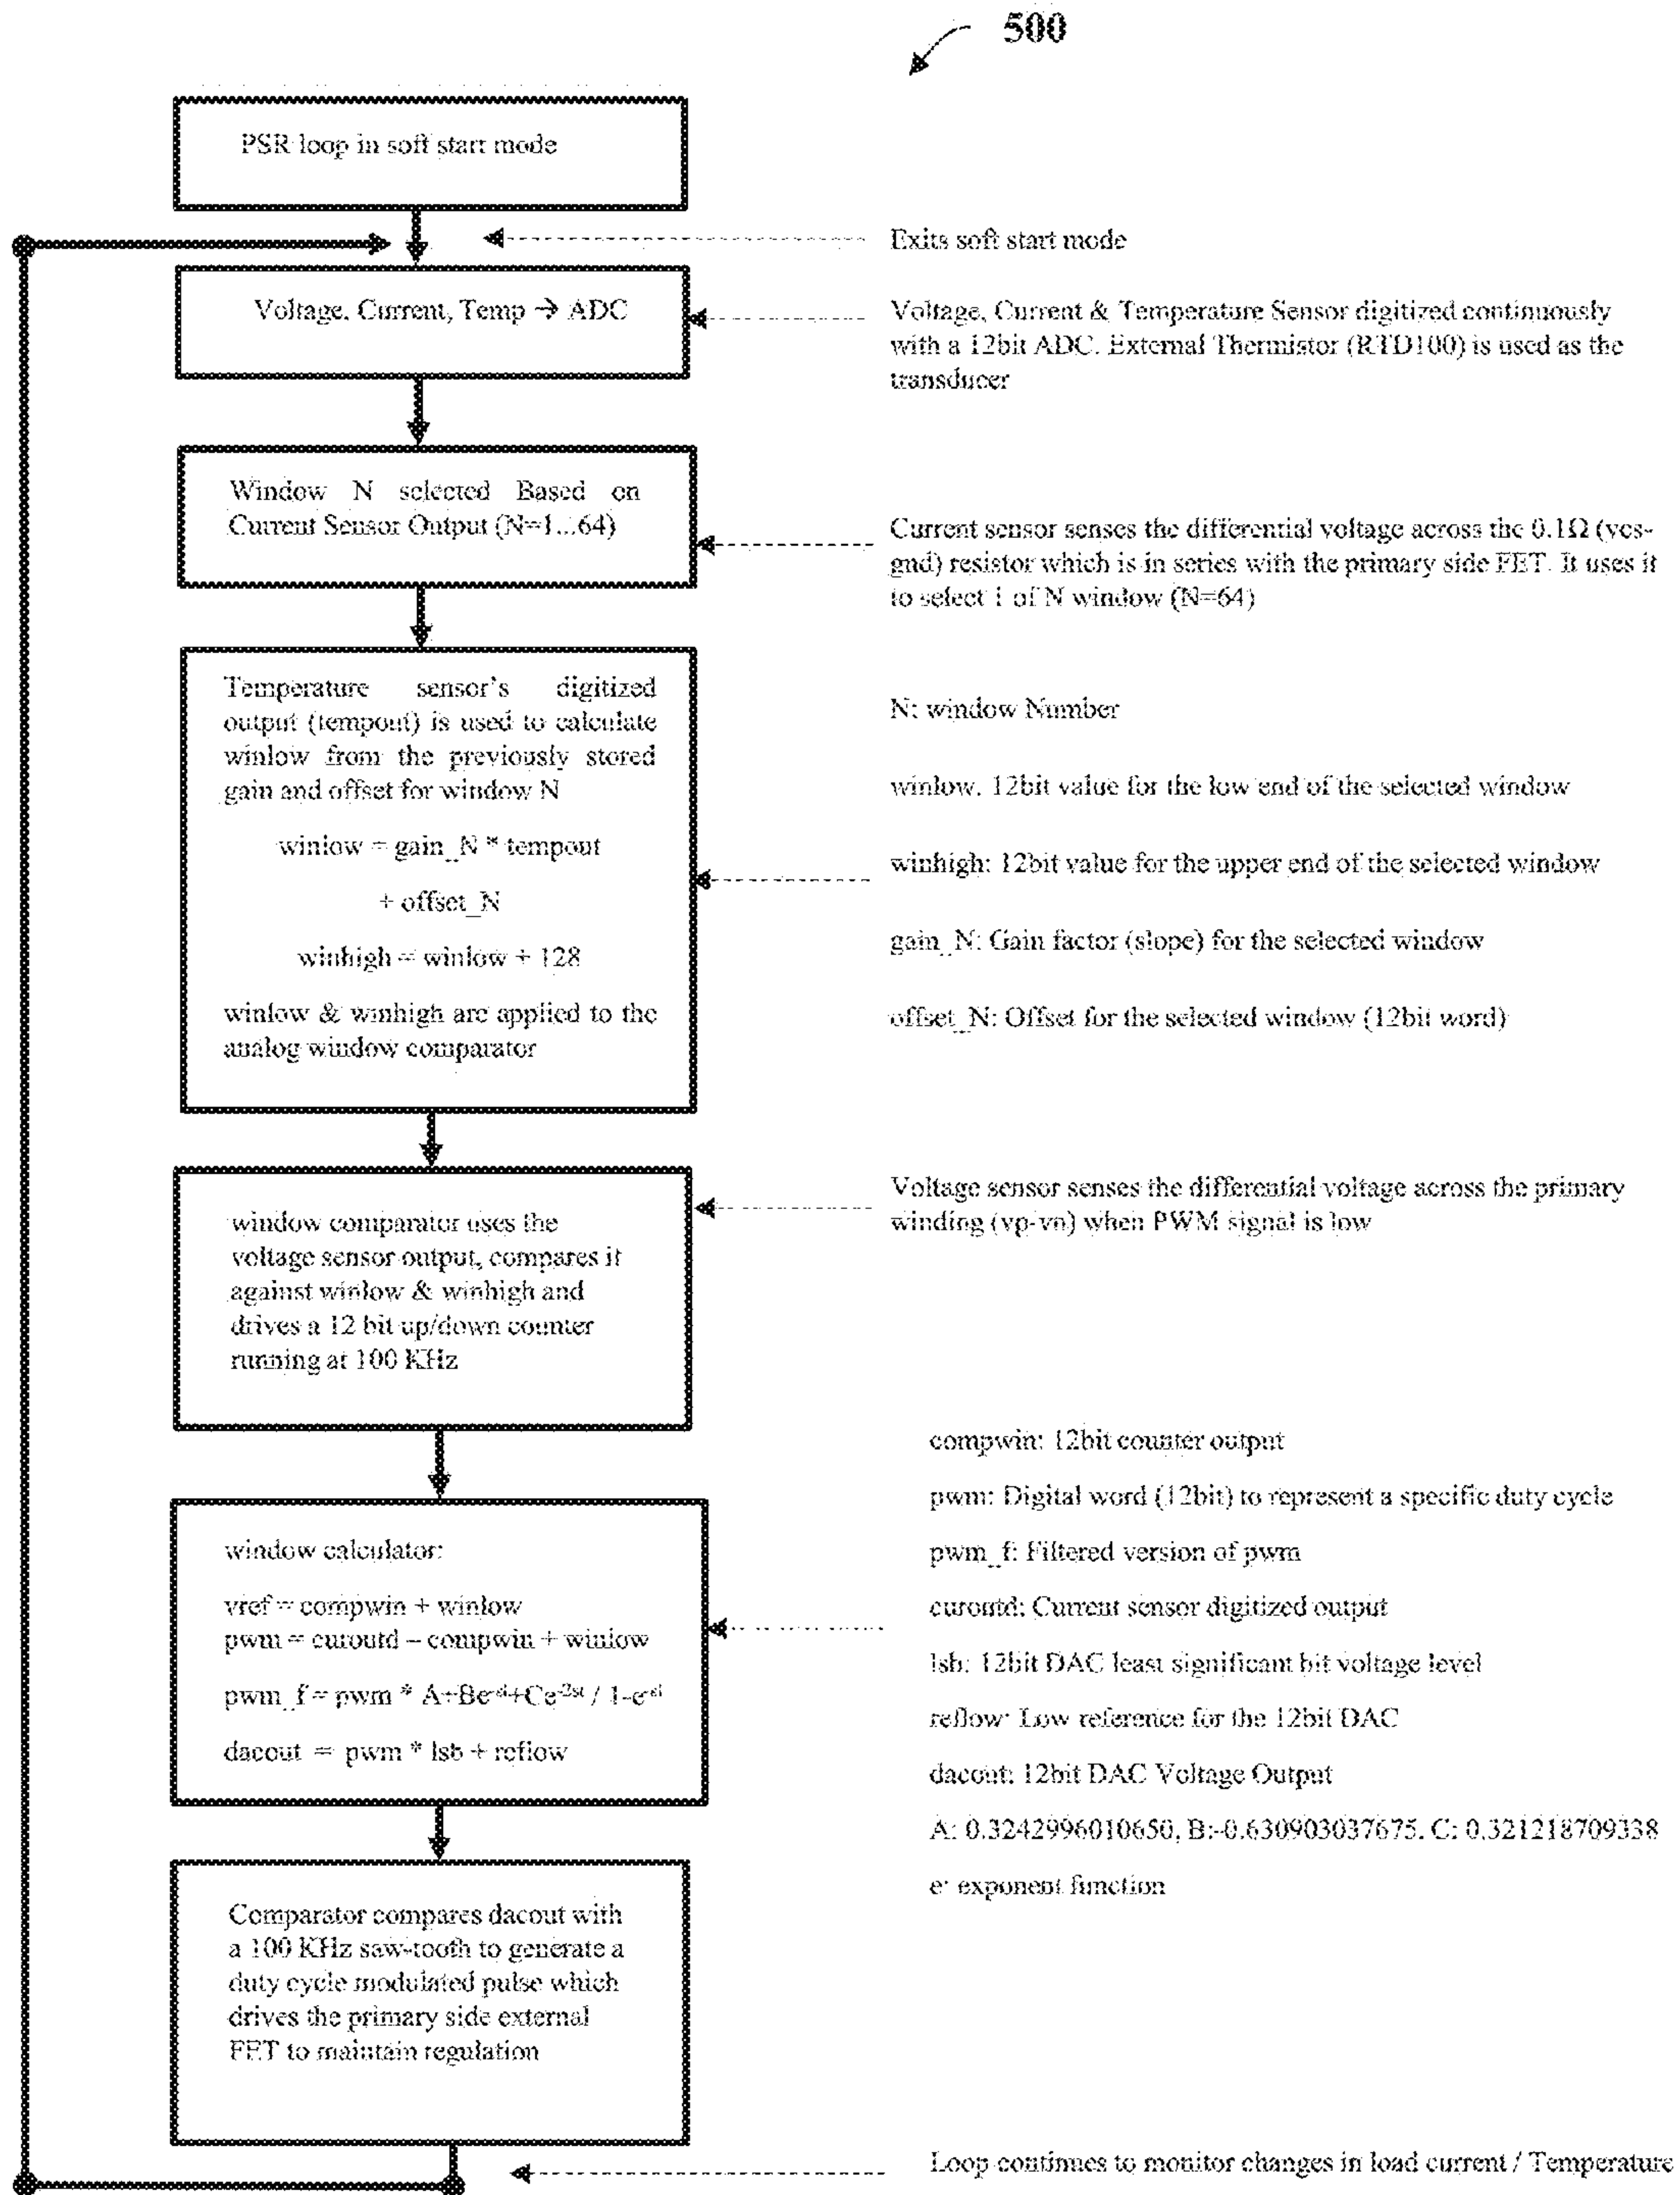 500
PSR loop in soft start mode
Exits soft start mode
Voltage, Current, Temp → ADC
Voltage, Current & Temperature Sensor digitized continuously
with a 12bit ADC. External Thermistor (RTD100) is used as the
transducer
Window N selected Based on
Current Sensor Output (N=1...64)
Current sensor senses the differential voltage across the 0.1Ω (vcs-
gnd) resistor which is in series with the primary side FET. It uses it
to select 1 of N window (N=64)
Temperature sensor's digitized
output (tempout) is used to calculate
winlow from the previously stored
gain and offset for window N
winlow = gain_N * tempout
+ offset_N
winhigh = winlow + 128
winlow & winhigh are applied to the
analog window comparator
N: window Number
winlow. 12bit value for the low end of the selected window
winhigh: 12bit value for the upper end of the selected window
gain_N: Gain factor (slope) for the selected window
offset_N: Offset for the selected window (12bit word)
window comparator uses the
voltage sensor output, compares it
against winlow & winhigh and
drives a 12 bit up/down counter
running at 100 KHz
Voltage sensor senses the differential voltage across the primary
winding (vp-vn) when PWM signal is low
window calculator:
vref = compwin + winlow
pwm = curoutd – compwin + winlow
pwm_f = pwm * A+Be^-st+Ce^-2st / 1-e^-st
dacout = pwm * lsb + reflow
compwin: 12bit counter output
pwm: Digital word (12bit) to represent a specific duty cycle
pwm_f: Filtered version of pwm
curoutd: Current sensor digitized output
lsb: 12bit DAC least significant bit voltage level
reflow: Low reference for the 12bit DAC
dacout: 12bit DAC Voltage Output
A: 0.3242996010650, B:-0.630903037675. C: 0.321218709338
e: exponent function
Comparator compares dacout with
a 100 KHz saw-tooth to generate a
duty cycle modulated pulse which
drives the primary side external
FET to maintain regulation
Loop continues to monitor changes in load current / Temperature